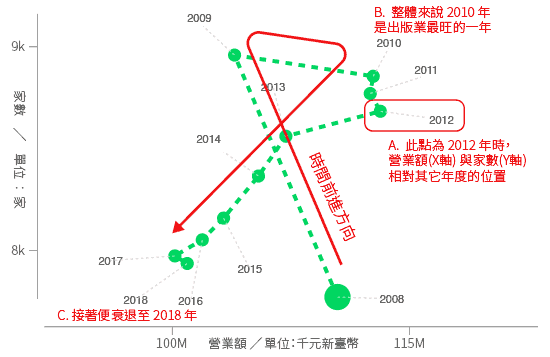 2009
B. 整體來說 2010 年
是出版業最旺的一年
9k
2010
2011
2013
家數 ／ 單位：家
2012
2014
A. 此點為 2012 年時，
營業額(X軸) 與家數(Y軸)
相對其它年度的位置
時間前進方向
8k
2017
2015
2018
2016
2008
C. 接著便衰退至 2018 年
100M
營業額 ／單位：千元新臺幣
115M